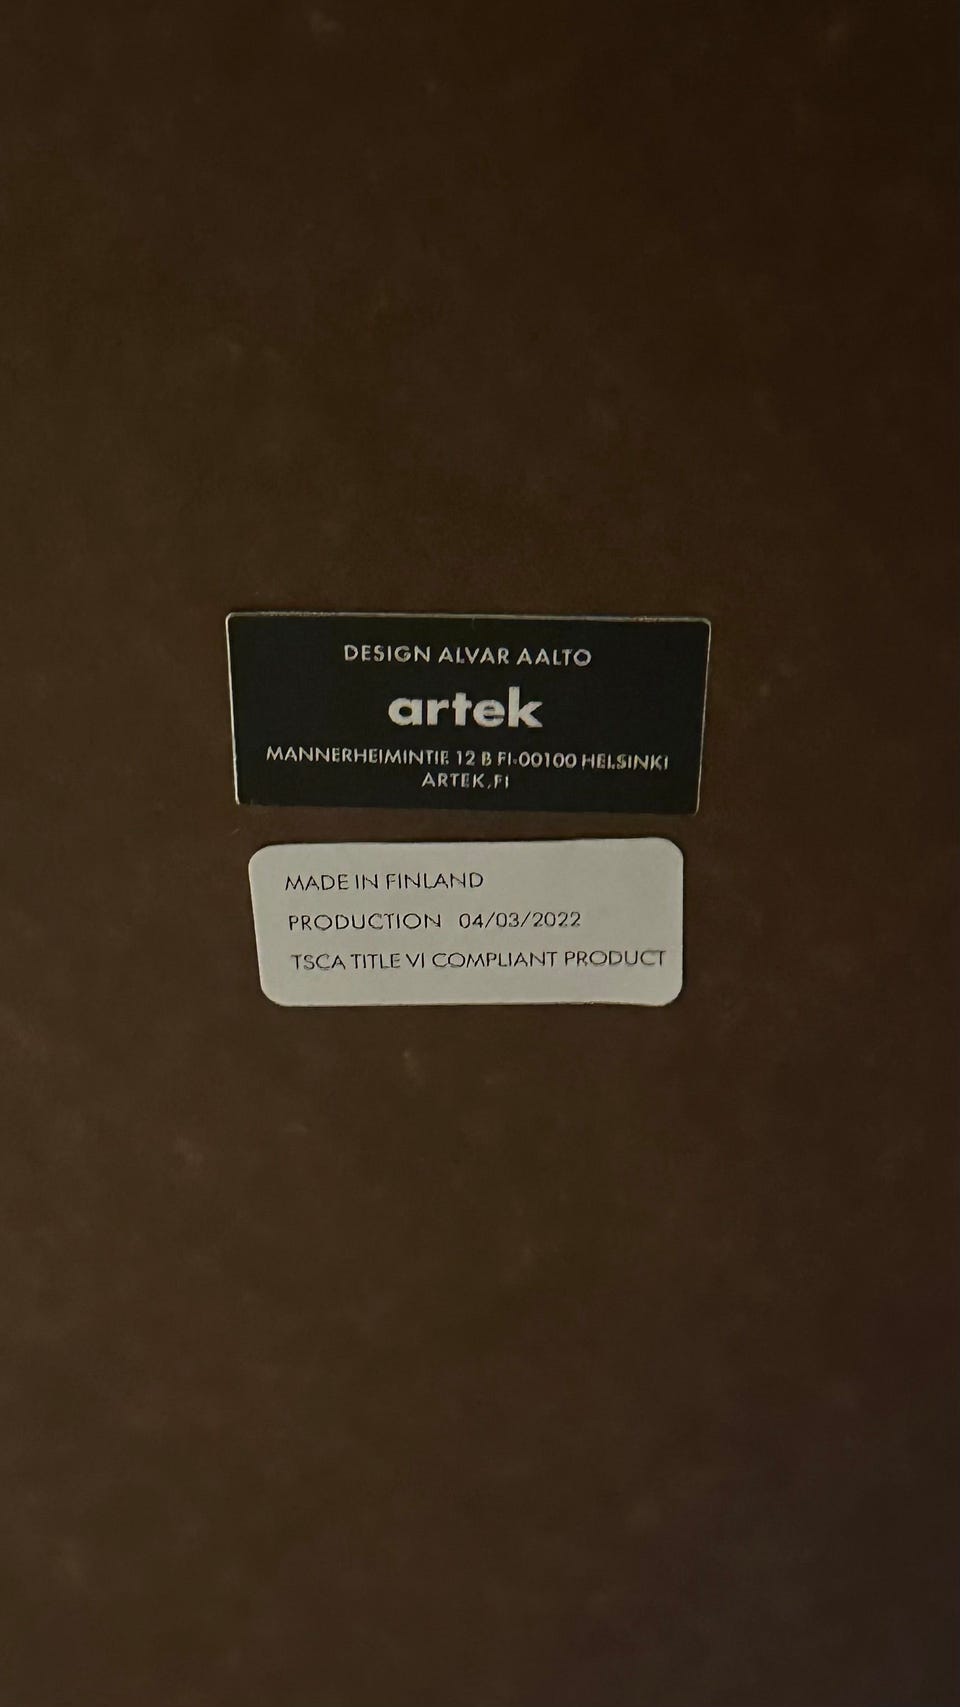 DESIGN ALVAR AALTO
artek
MANNERHEIMINTIE 12 B FI-00100 HELSINKI
ARTEK.FI
MADE IN FINLAND
PRODUCTION 04/03/2022
TSCA TITLE VI COMPLIANT PRODUCT